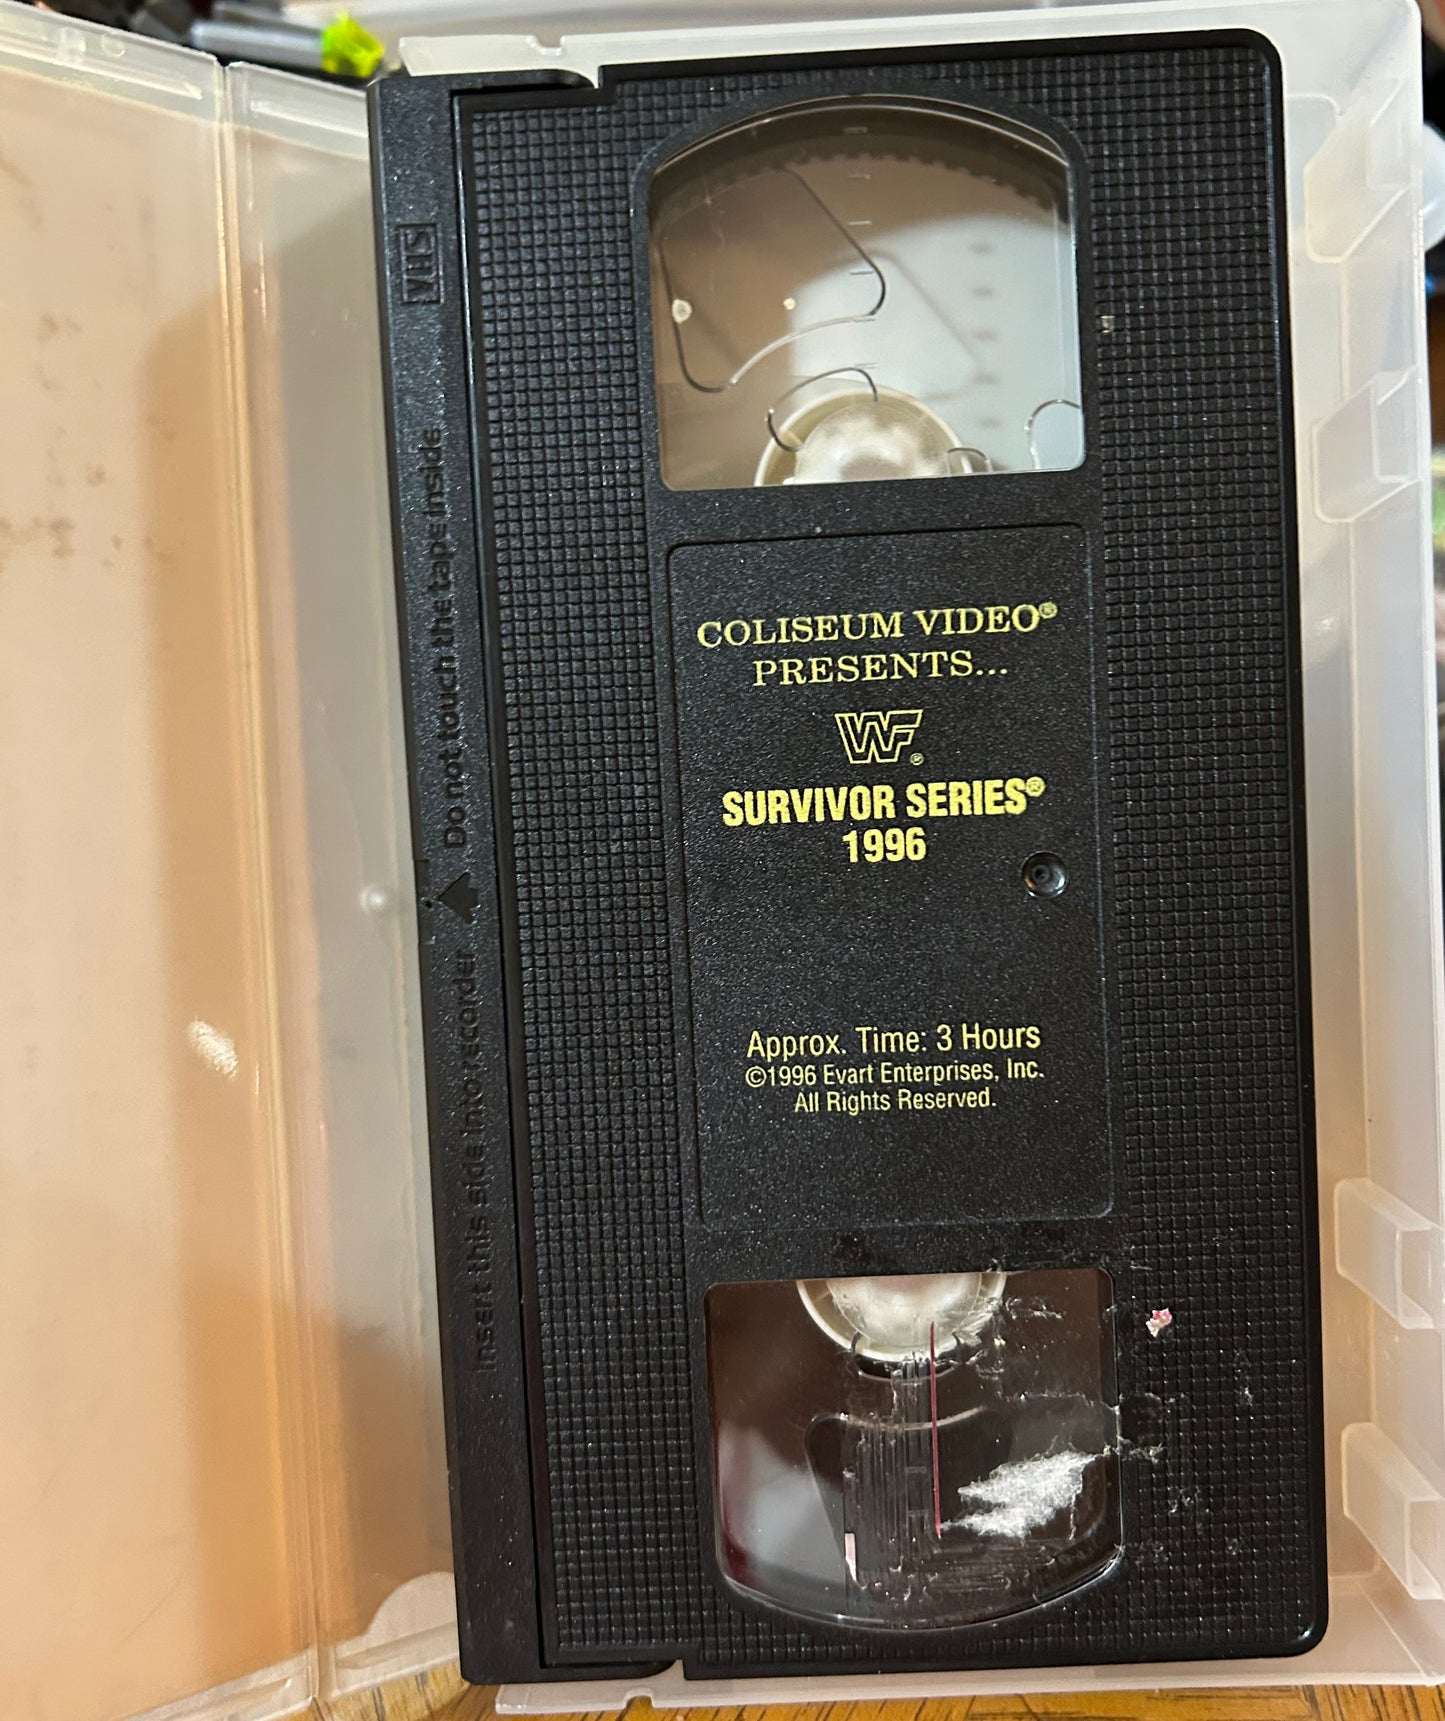 VHS
Do not touch the tape inside
Insert this side into recorder
COLISEUM VIDEO®
PRESENTS...
WF®
SURVIVOR SERIES®
1996
Approx. Time: 3 Hours
©1996 Evart Enterprises, Inc.
All Rights Reserved.